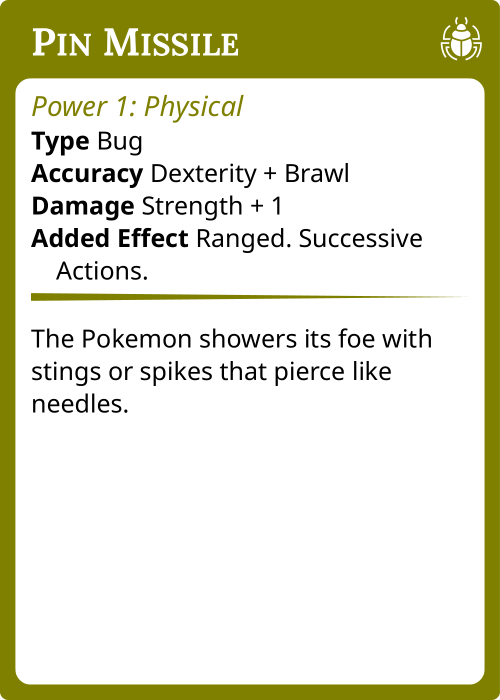 Pin Missile
Power 1: Physical
Type Bug
Accuracy Dexterity + Brawl
Damage Strength + 1
Added Effect Ranged. Successive
Actions.
The Pokemon showers its foe with
stings or spikes that pierce like
needles.